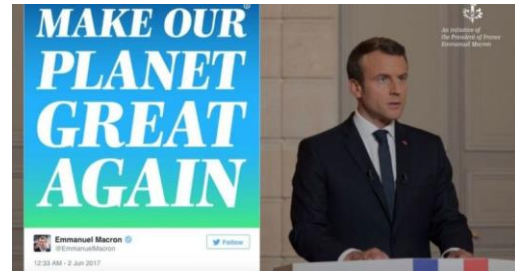 MAKE OUR
PLANET
GREAT
AGAIN
Emmanuel Macron
@EmmanuelMacron
Follow
12:33 AM - 2 Jun 2017
An initiative of
the President of France
Emmanuel Macron